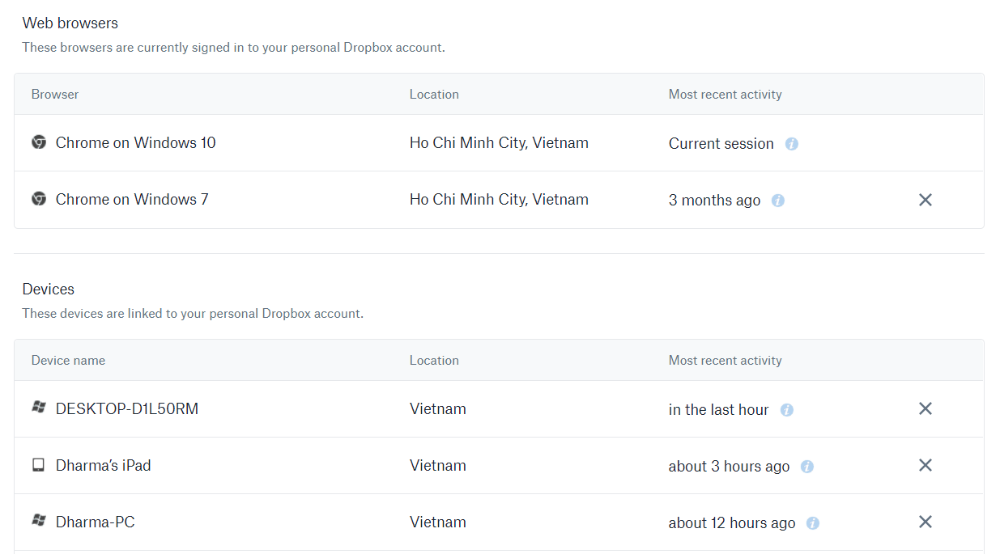 Web browsers
These browsers are currently signed in to your personal Dropbox account.
Browser Location Most recent activity
Chrome on Windows 10 Ho Chi Minh City, Vietnam Current session
Chrome on Windows 7 Ho Chi Minh City, Vietnam 3 months ago
Devices
These devices are linked to your personal Dropbox account.
Device name Location Most recent activity
DESKTOP-D1L50RM Vietnam in the last hour
Dharma’s iPad Vietnam about 3 hours ago
Dharma-PC Vietnam about 12 hours ago